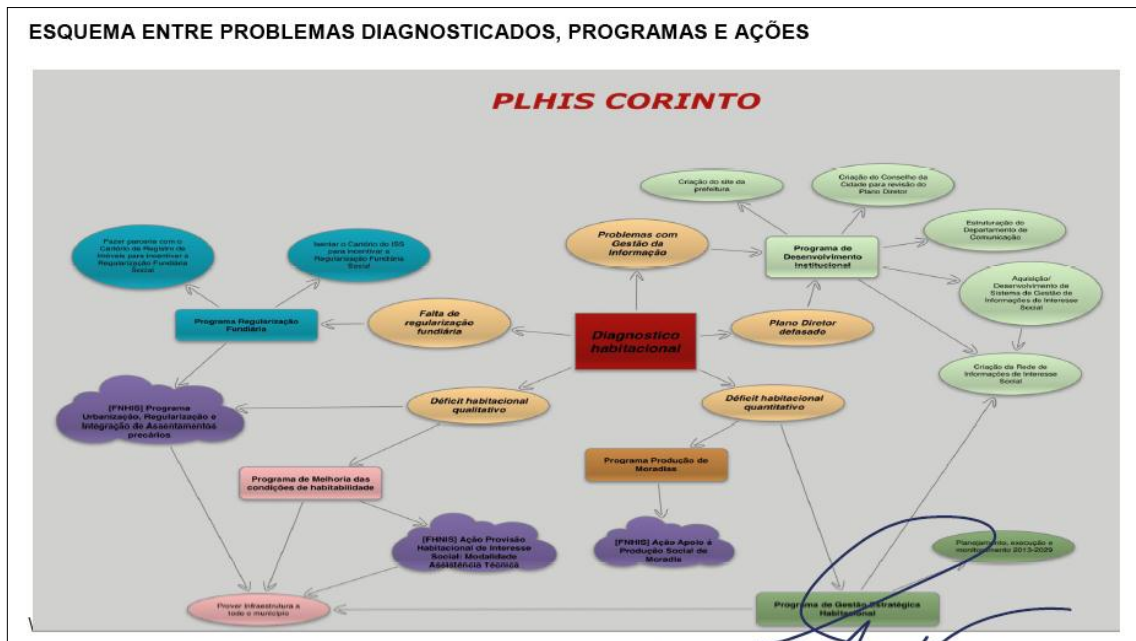 ESQUEMA ENTRE PROBLEMAS DIAGNOSTICADOS, PROGRAMAS E AÇÕES
PLHIS CORINTO
Criação do site da
prefeitura
Criação do Conselho da
Cidade para revisão do
Plano Diretor
Problemas com
Gestão da
Informação
Programa de
Desenvolvimento
Institucional
Estruturação do
Departamento de
Comunicação
Fazer parceria com o
Cartório de Registro de
Imóveis para incentivar a
Regularização Fundiária
Social
Isentar o Cartório do ISS
para incentivar a
Regularização Fundiária
Social
Aquisição/
Desenvolvimento de
Sistema de Gestão de
Informações de Interesse
Social
Programa Regularização
Fundiária
Falta de
regularização
fundiária
Diagnostico
habitacional
Plano Diretor
defasado
Criação da Rede de
Informações de Interesse
Social
[FNHIS] Programa
Urbanização, Regularização e
Integração de Assentamentos
precários
Déficit habitacional
qualitativo
Déficit habitacional
quantitativo
Programa de Melhoria das
condições de habitabilidade
Programa Produção de
Moradias
[FHNIS] Ação Provisão
Habitacional de Interesse
Social: Modalidade
Assistência Técnica
[FNHIS] Ação Apoio à
Produção Social de
Moradia
Planejamento, execução e
monitoramento 2013-2029
Prover infraestrutura a
todo o município
Programa de Gestão Estratégica
Habitacional